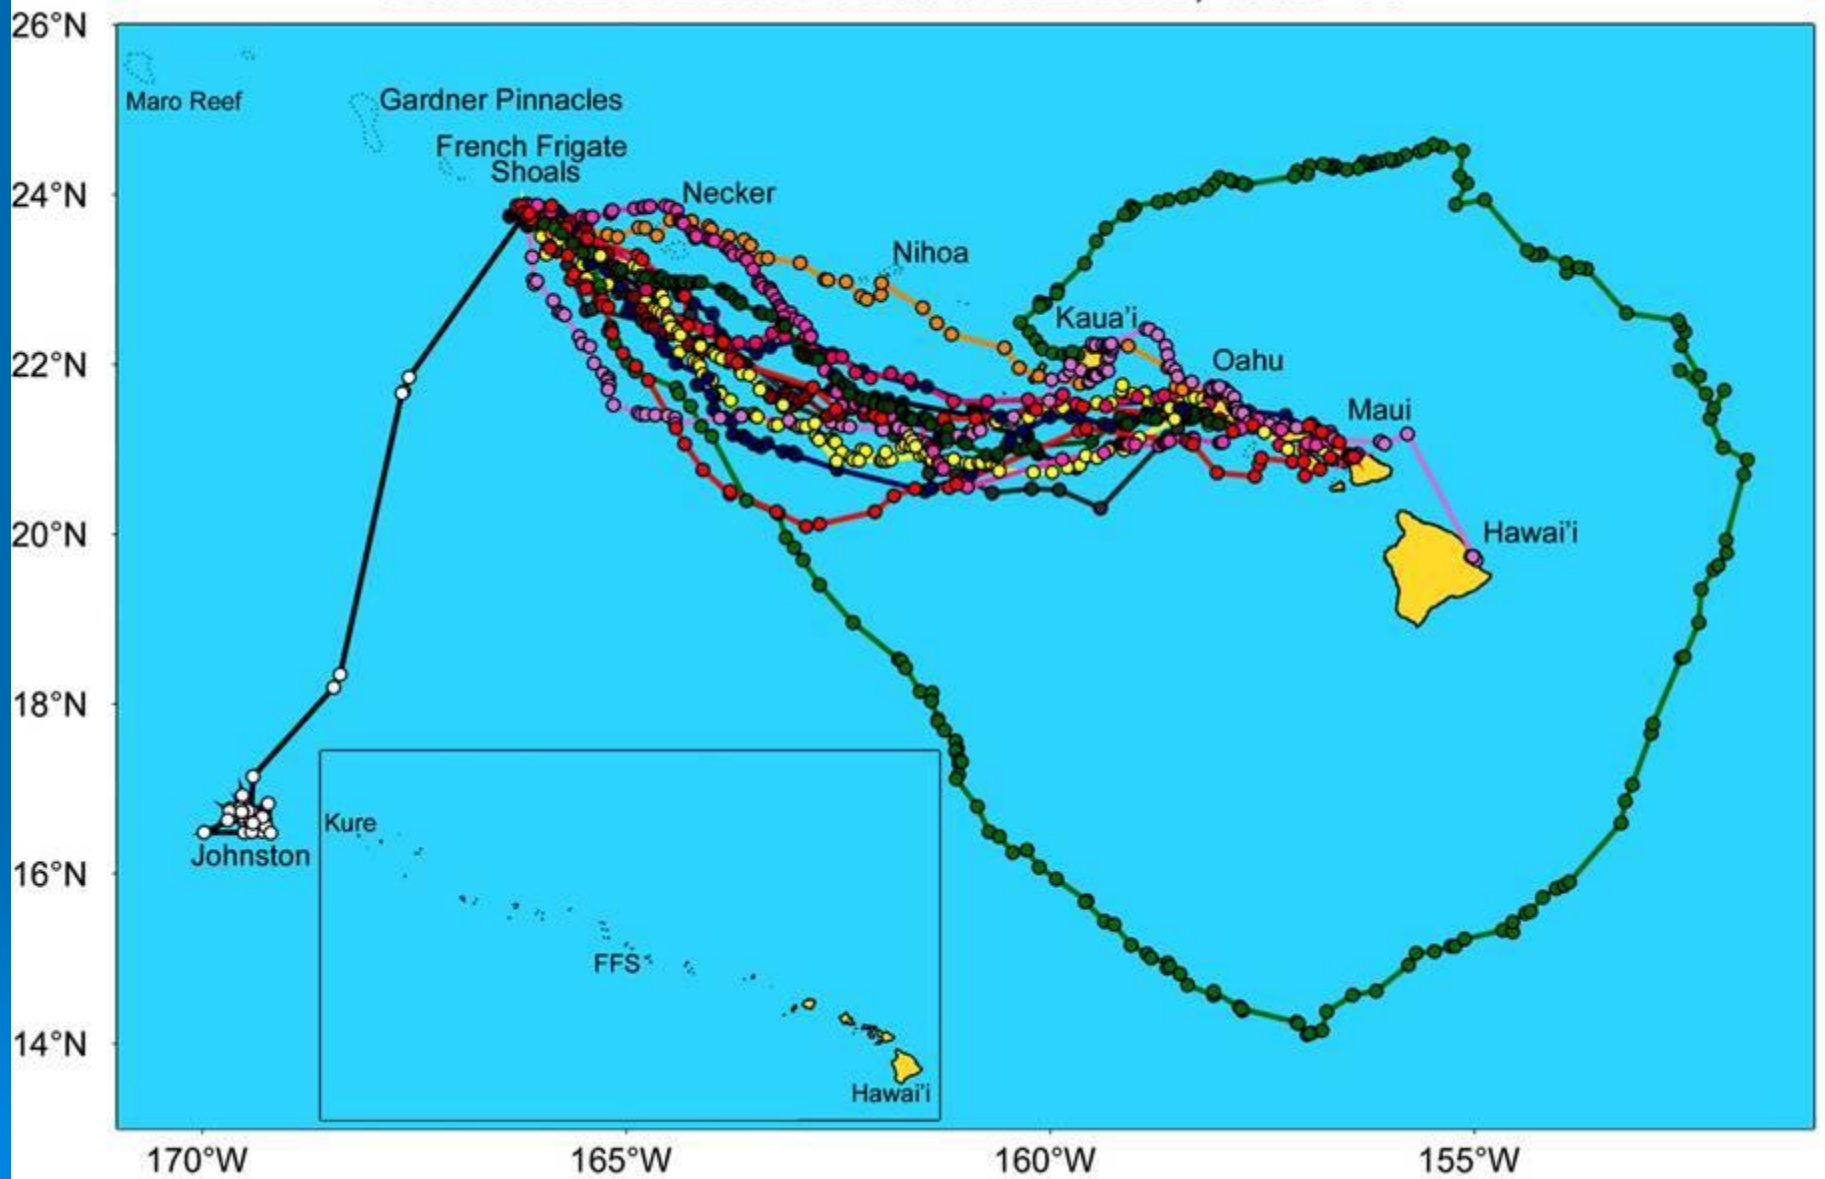 26°N
Maro Reef
Gardner Pinnacles
French Frigate
Shoals
24°N
Necker
Nihoa
Kaua'i
22°N
Oahu
Maui
20°N
Hawai'i
18°N
Kure
Johnston
16°N
FFS
14°N
Hawai'i
170°W
165°W
160°W
155°W